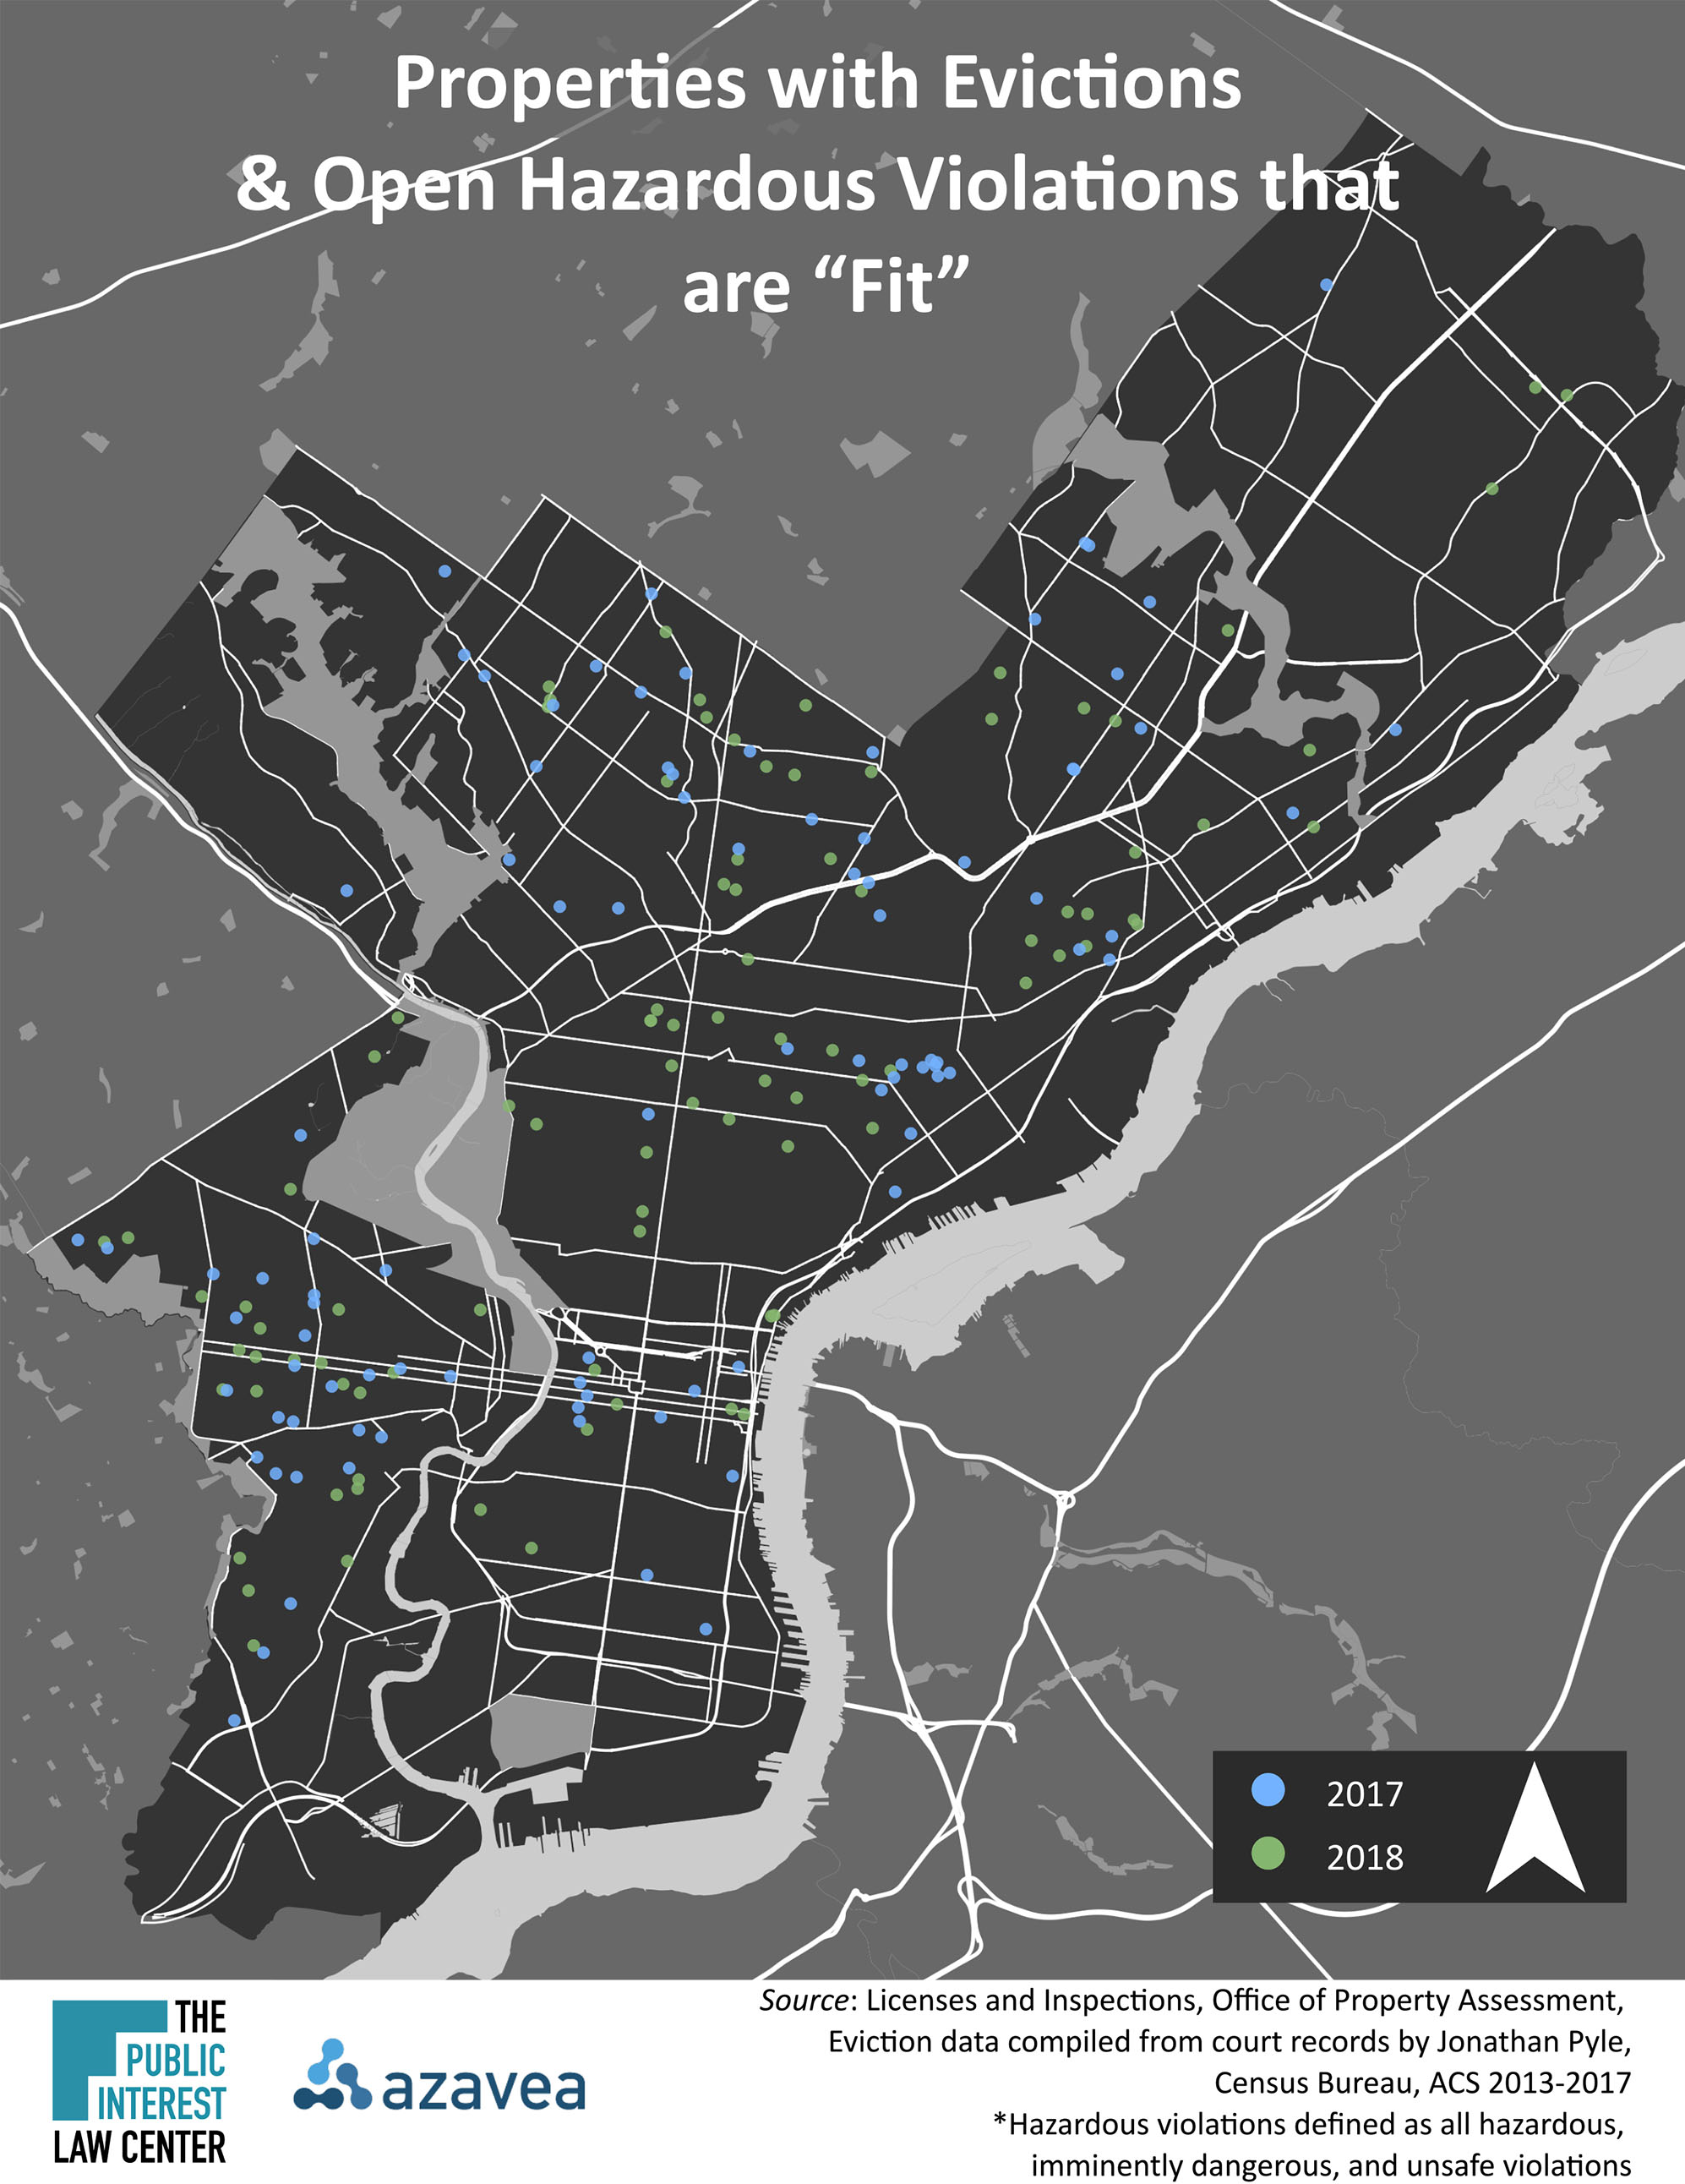 Properties with Evictions
& Open Hazardous Violations that
are “Fit”
2017
2018
THE
PUBLIC
INTEREST
LAW CENTER
azavea
Source: Licenses and Inspections, Office of Property Assessment,
Eviction data compiled from court records by Jonathan Pyle,
Census Bureau, ACS 2013-2017
*Hazardous violations defined as all hazardous,
imminently dangerous, and unsafe violations